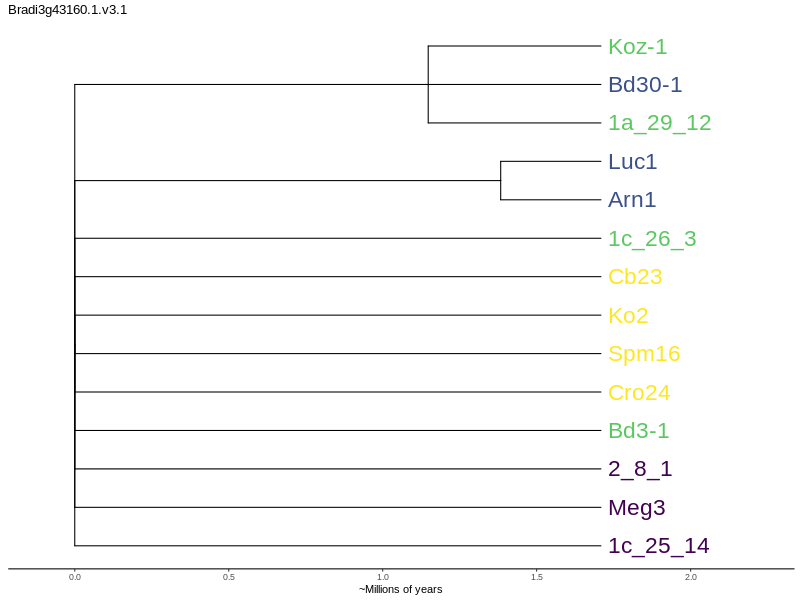 Bradi3g43160.1.v3.1
Koz-1
Bd30-1
1a_29_12
Luc1
Arn1
1c_26_3
Cb23
Ko2
Spm16
Cro24
Bd3-1
2_8_1
Meg3
1c_25_14
0.0 0.5 1.0 1.5 2.0
~Millions of years